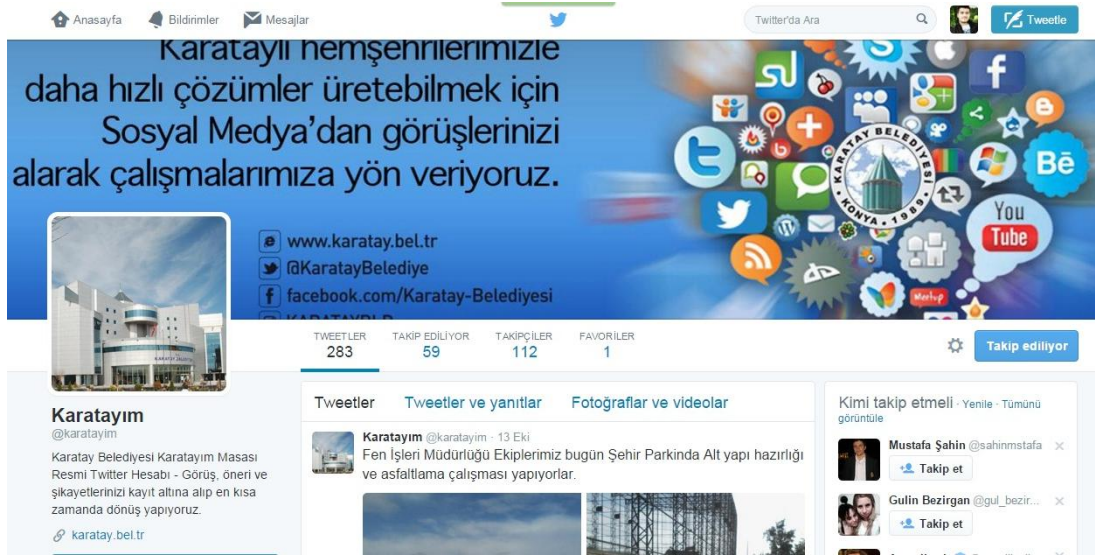 Anasayfa Bildirimler Mesajlar Twitter'da Ara Tweetle
Karataylı hemşehrilerimizle
daha hızlı çözümler üretebilmek için
Sosyal Medya'dan görüşlerinizi
alarak çalışmalarımıza yön veriyoruz.
www.karatay.bel.tr
@KaratayBelediye
facebook.com/Karatay-Belediyesi
KARATAY BELEDİYESİ
KONYA . 1989
Bē
You
Tube
Meetup
TWEETLER TAKİP EDİLİYOR TAKİPÇİLER FAVORİLER
283 59 112 1
Takip ediliyor
Karatayım
@karatayim
Karatay Belediyesi Karatayım Masası
Resmi Twitter Hesabı - Görüş, öneri ve
şikayetlerinizi kayıt altına alıp en kısa
zamanda dönüş yapıyoruz.
karatay.bel.tr
Tweetler Tweetler ve yanıtlar Fotoğraflar ve videolar
Karatayım @karatayim · 13 Eki
Fen İşleri Müdürlüğü Ekiplerimiz bugün Şehir Parkinda Alt yapı hazırlığı
ve asfaltlama çalışması yapıyorlar.
Kimi takip etmeli · Yenile · Tümünü
görüntüle
Mustafa Şahin @sahinmstafa
Takip et
Gulin Bezirgan @gul_bezir...
Takip et